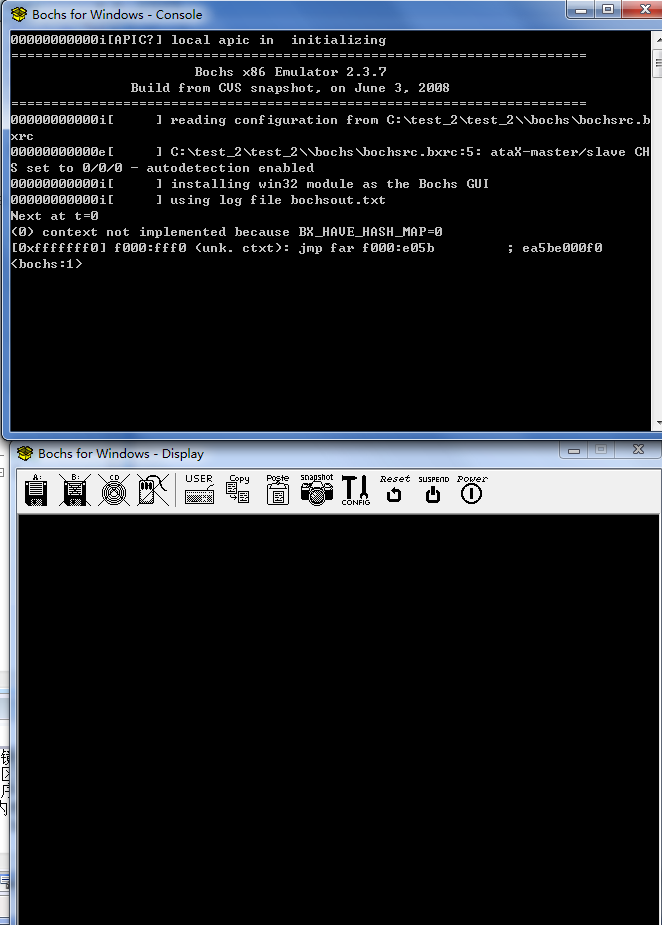 Bochs for Windows - Console
00000000000i[APIC?] local apic in  initializing
========================================================================
Bochs x86 Emulator 2.3.7
Build from CVS snapshot, on June 3, 2008
========================================================================
00000000000i[     ] reading configuration from C:\test_2\test_2\\bochs\bochsrc.b
xrc
00000000000e[     ] C:\test_2\test_2\\bochs\bochsrc.bxrc:5: ataX-master/slave CH
S set to 0/0/0 - autodetection enabled
00000000000i[     ] installing win32 module as the Bochs GUI
00000000000i[     ] using log file bochsout.txt
Next at t=0
(0) context not implemented because BX_HAVE_HASH_MAP=0
[0xfffffff0] f000:fff0 (unk. ctxt): jmp far f000:e05b         ; ea5be000f0
<bochs:1>
Bochs for Windows - Display
A: B: CD USER Copy Paste snapshot CONFIG Reset SUSPEND Power